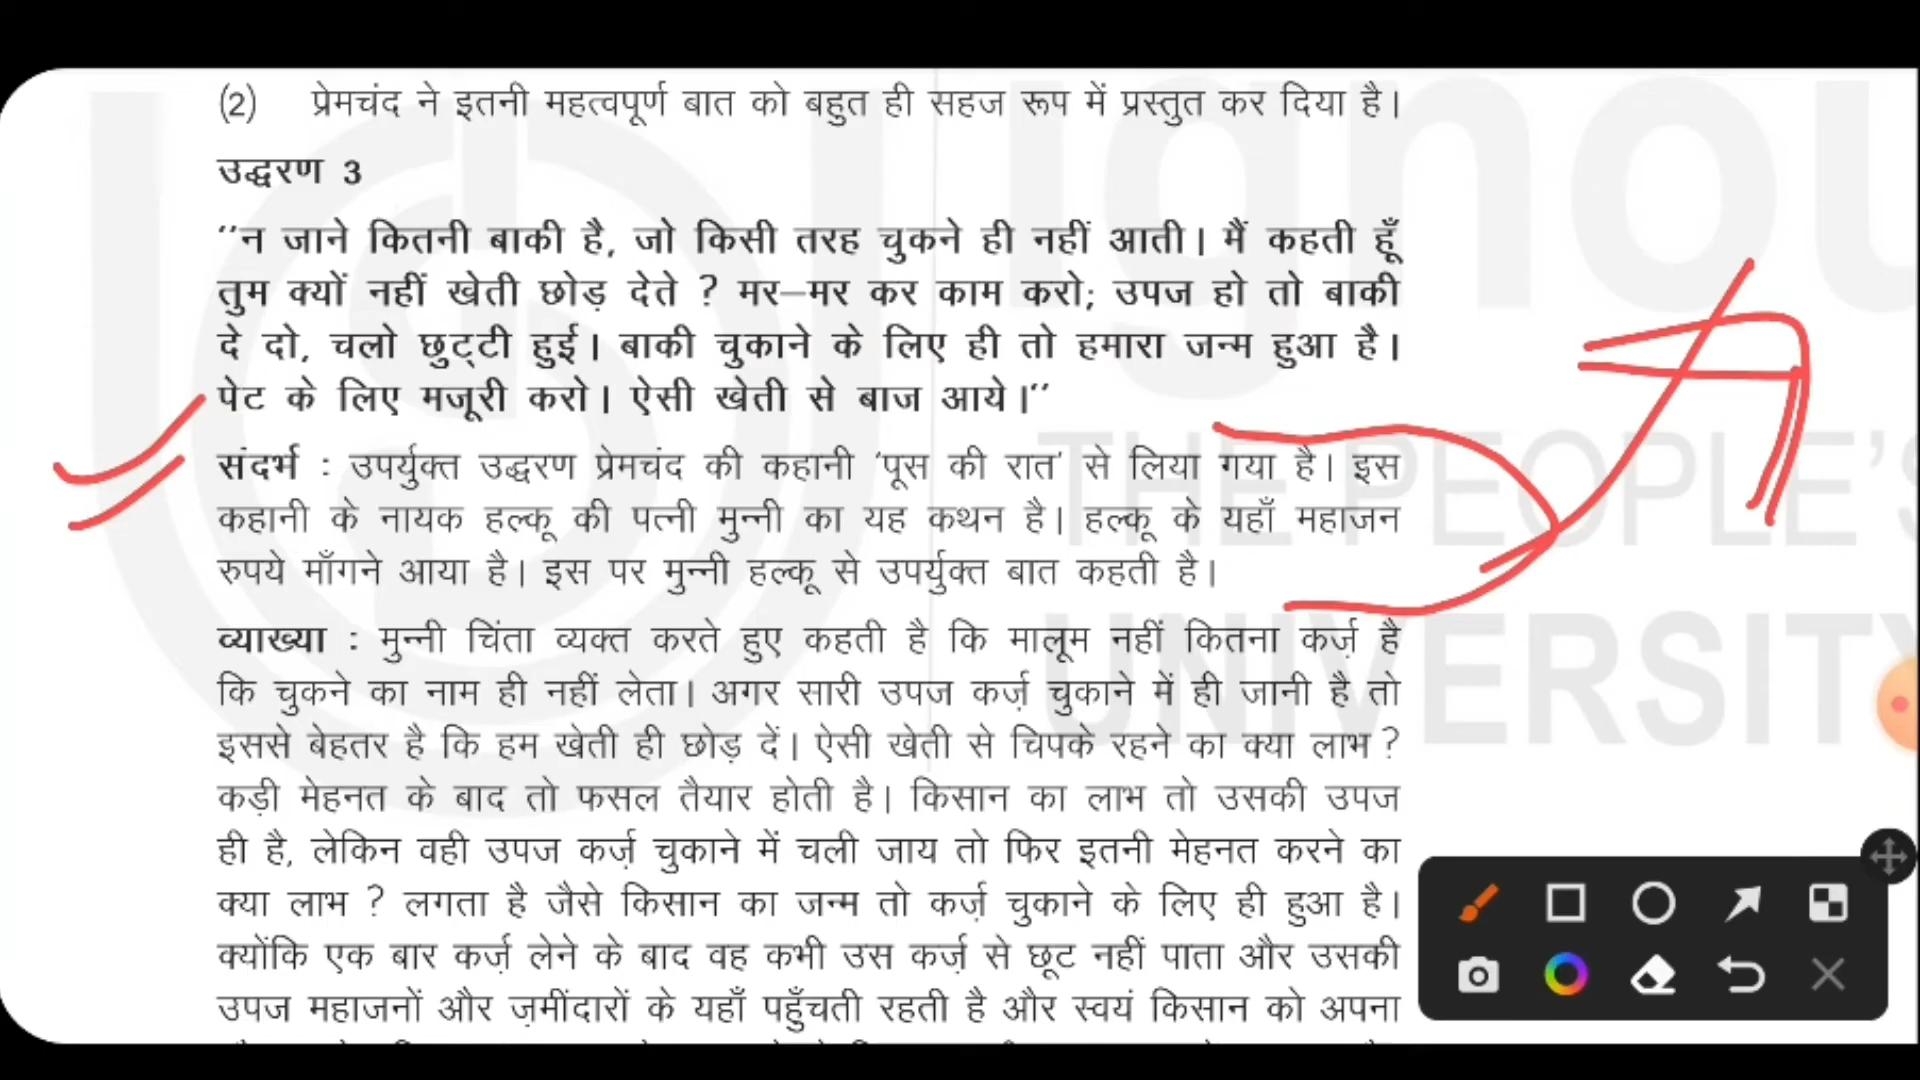 (2) प्रेमचंद ने इतनी महत्वपूर्ण बात को बहुत ही सहज रूप में प्रस्तुत कर दिया है।
उद्धरण 3
‘‘न जाने कितनी बाकी है, जो किसी तरह चुकने ही नहीं आती। मैं कहती हूँ
तुम क्यों नहीं खेती छोड़ देते ? मर–मर कर काम करो; उपज हो तो बाकी
दे दो, चलो छुट्टी हुई। बाकी चुकाने के लिए ही तो हमारा जन्म हुआ है।
पेट के लिए मजूरी करो। ऐसी खेती से बाज आये।’’
संदर्भ : उपर्युक्त उद्धरण प्रेमचंद की कहानी ‘पूस की रात’ से लिया गया है। इस
कहानी के नायक हल्कू की पत्नी मुन्नी का यह कथन है। हल्कू के यहाँ महाजन
रुपये माँगने आया है। इस पर मुन्नी हल्कू से उपर्युक्त बात कहती है।
व्याख्या : मुन्नी चिंता व्यक्त करते हुए कहती है कि मालूम नहीं कितना कर्ज़ है
कि चुकने का नाम ही नहीं लेता। अगर सारी उपज कर्ज़ चुकाने में ही जानी है तो
इससे बेहतर है कि हम खेती ही छोड़ दें। ऐसी खेती से चिपके रहने का क्या लाभ ?
कड़ी मेहनत के बाद तो फसल तैयार होती है। किसान का लाभ तो उसकी उपज
ही है, लेकिन वही उपज कर्ज़ चुकाने में चली जाय तो फिर इतनी मेहनत करने का
क्या लाभ ? लगता है जैसे किसान का जन्म तो कर्ज़ चुकाने के लिए ही हुआ है।
क्योंकि एक बार कर्ज़ लेने के बाद वह कभी उस कर्ज़ से छूट नहीं पाता और उसकी
उपज महाजनों और ज़मींदारों के यहाँ पहुँचती रहती है और स्वयं किसान को अपना
ignou
THE PEOPLE'S
UNIVERSITY